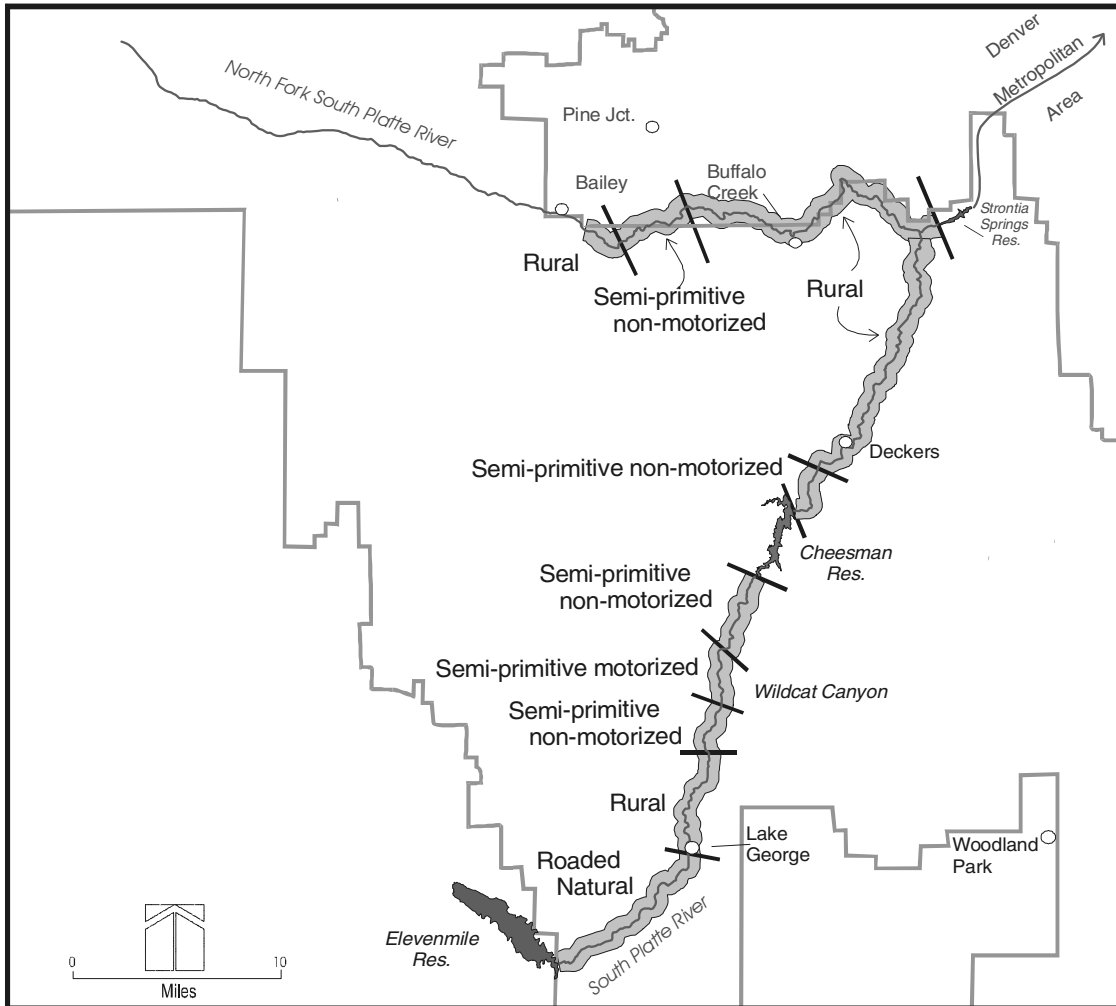 Denver
Metropolitan
Area
North Fork South Platte River
Pine Jct.
Bailey
Buffalo
Creek
Strontia
Springs
Res.
Rural
Semi-primitive
non-motorized
Rural
Deckers
Semi-primitive non-motorized
Cheesman
Res.
Semi-primitive
non-motorized
Semi-primitive motorized
Wildcat Canyon
Semi-primitive
non-motorized
Rural
Lake
George
Woodland
Park
Roaded
Natural
Elevenmile
Res.
South Platte River
0 10
Miles